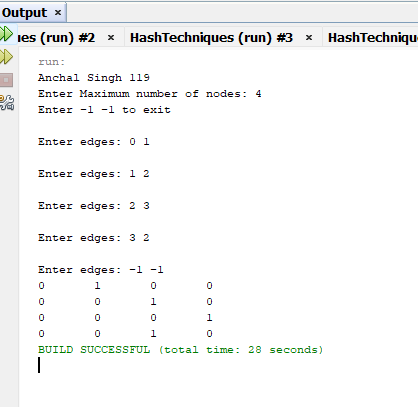 Output ×
ues (run) #2 × HashTechniques (run) #3 × HashTechniqu
run:
Anchal Singh 119
Enter Maximum number of nodes: 4
Enter -1 -1 to exit
Enter edges: 0 1
Enter edges: 1 2
Enter edges: 2 3
Enter edges: 3 2
Enter edges: -1 -1
0 1 0 0
0 0 1 0
0 0 0 1
0 0 1 0
BUILD SUCCESSFUL (total time: 28 seconds)